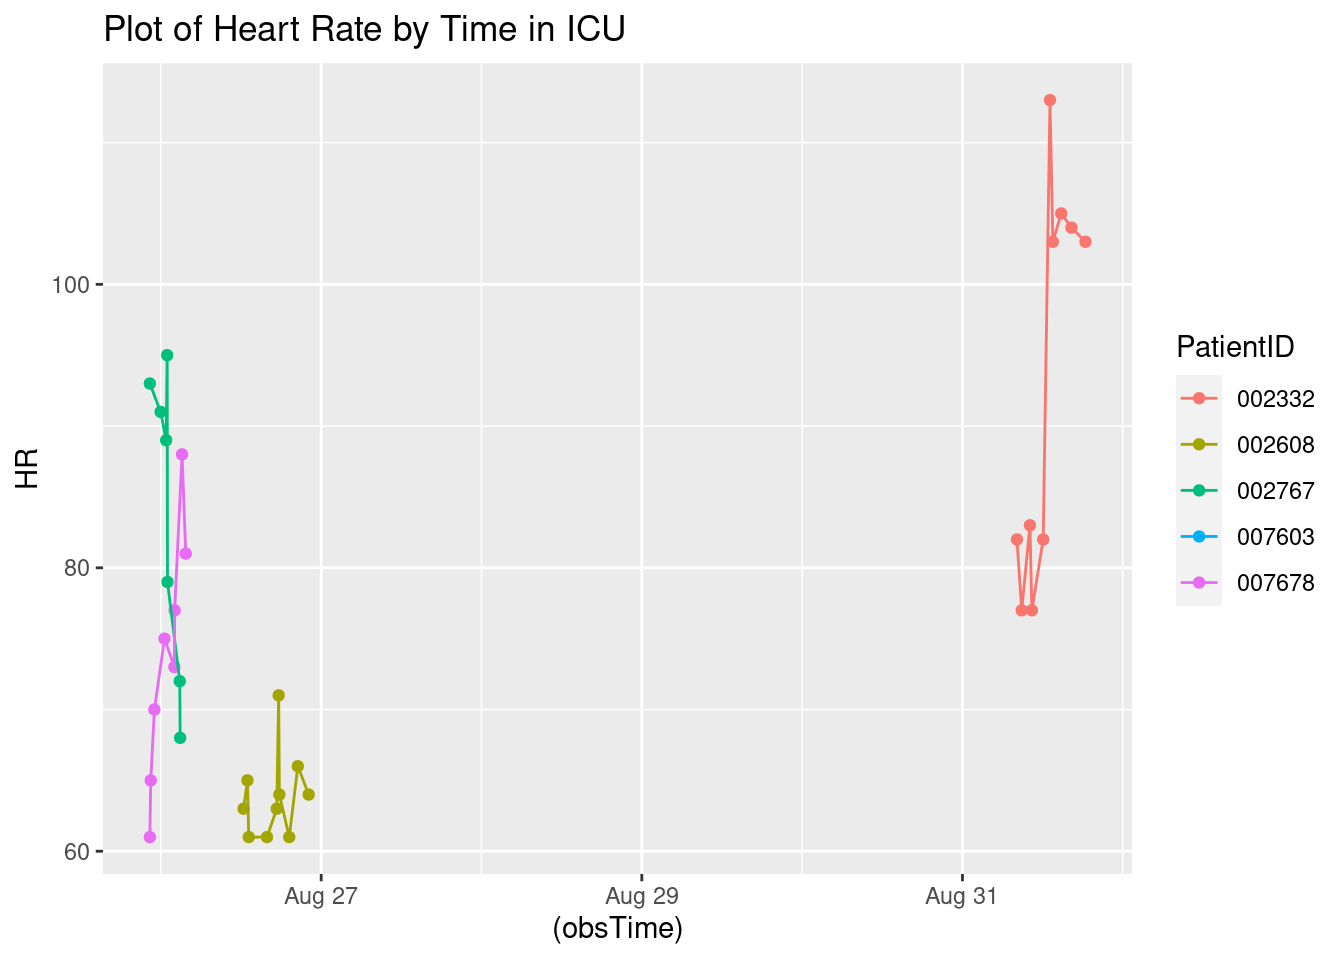 Plot of Heart Rate by Time in ICU
HR
100
80
60
Aug 27
Aug 29
Aug 31
(obsTime)
PatientID
002332
002608
002767
007603
007678